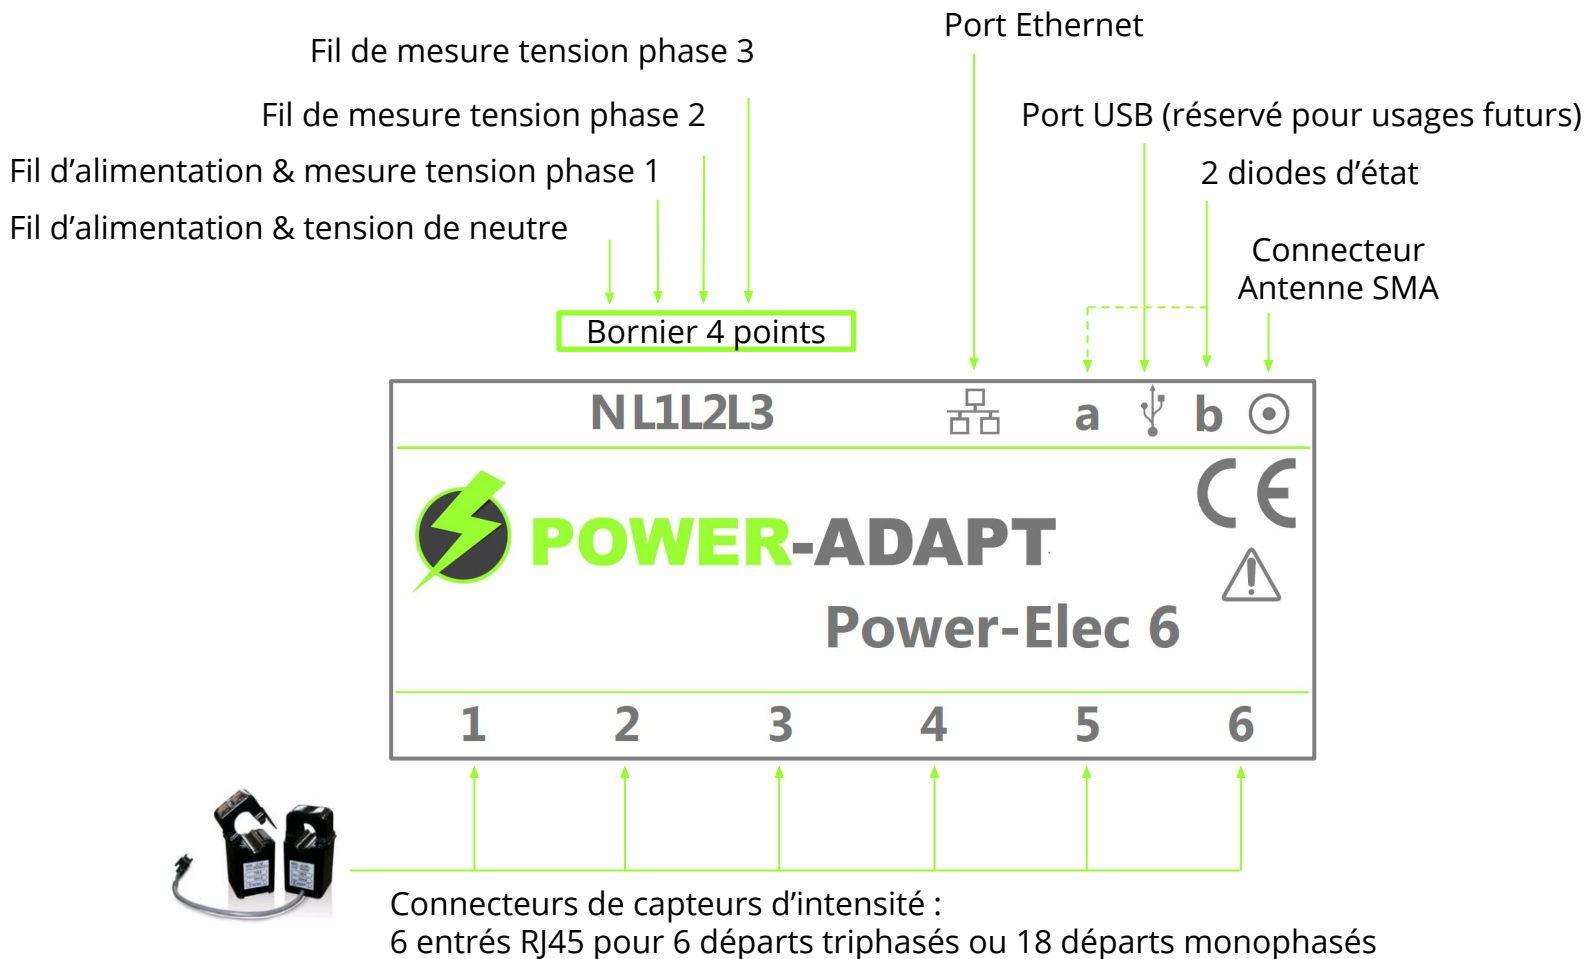 Port Ethernet
Fil de mesure tension phase 3
Fil de mesure tension phase 2
Port USB (réservé pour usages futurs)
Fil d’alimentation & mesure tension phase 1
2 diodes d’état
Fil d’alimentation & tension de neutre
Connecteur
Antenne SMA
Bornier 4 points
N L1 L2 L3
a
b
CE
POWER-ADAPT
Power-Elec 6
1 2 3 4 5 6
Connecteurs de capteurs d’intensité :
6 entrés RJ45 pour 6 départs triphasés ou 18 départs monophasés